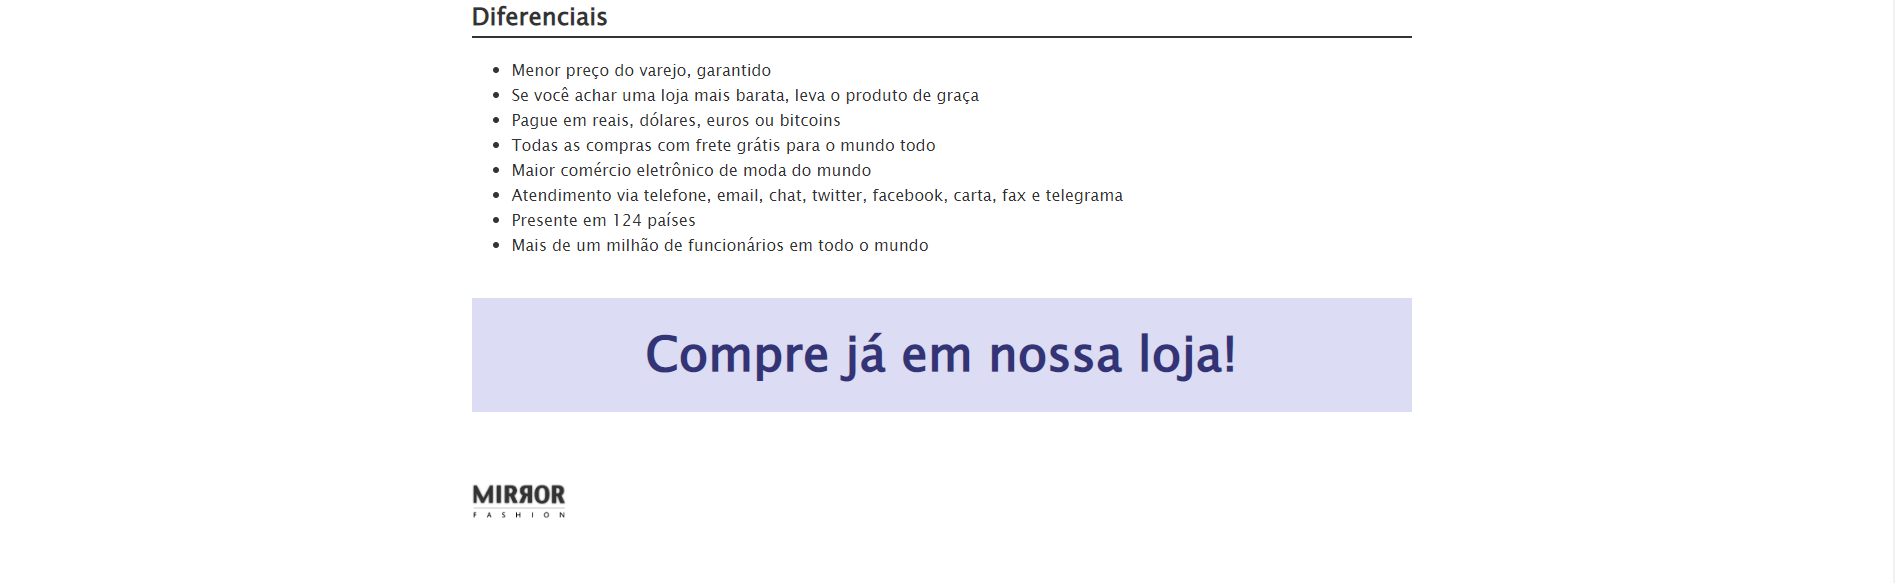 Diferenciais
Menor preço do varejo, garantido
Se você achar uma loja mais barata, leva o produto de graça
Pague em reais, dólares, euros ou bitcoins
Todas as compras com frete grátis para o mundo todo
Maior comércio eletrônico de moda do mundo
Atendimento via telefone, email, chat, twitter, facebook, carta, fax e telegrama
Presente em 124 países
Mais de um milhão de funcionários em todo o mundo
Compre já em nossa loja!
MIRROR
FASHION